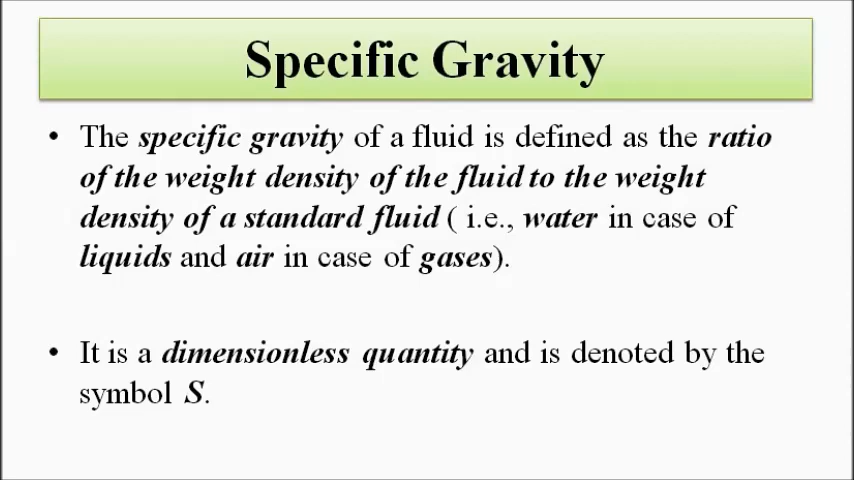 Specific Gravity
• The specific gravity of a fluid is defined as the ratio
of the weight density of the fluid to the weight
density of a standard fluid ( i.e., water in case of
liquids and air in case of gases).
• It is a dimensionless quantity and is denoted by the
symbol S.